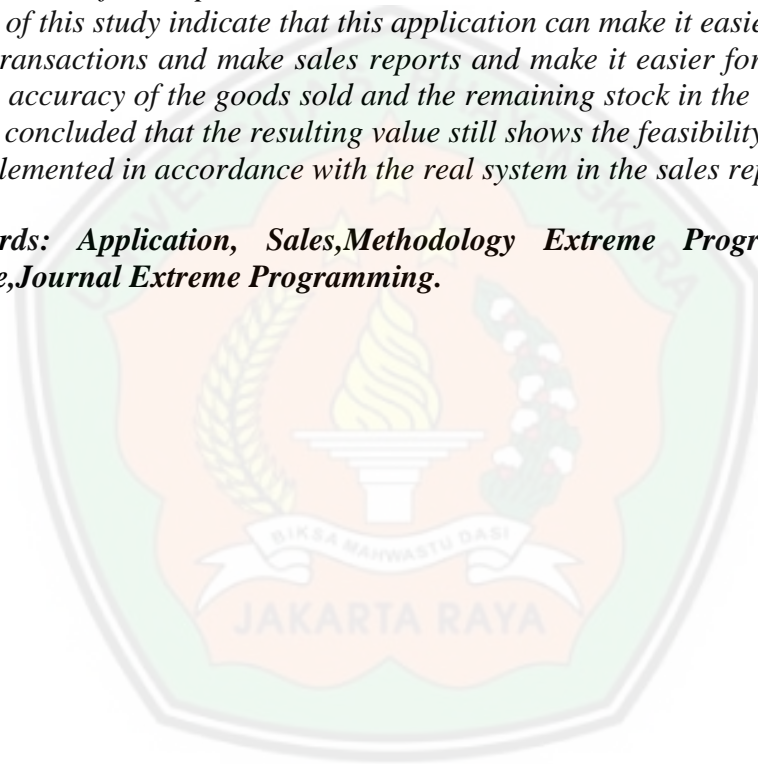 of this study indicate that this application can make it easie
ransactions and make sales reports and make it easier for
accuracy of the goods sold and the remaining stock in the
concluded that the resulting value still shows the feasibility
lemented in accordance with the real system in the sales rep
rds: Application, Sales,Methodology Extreme Progr
e,Journal Extreme Programming.
BIKSA MAHWASTU DASI
JAKARTA RAYA